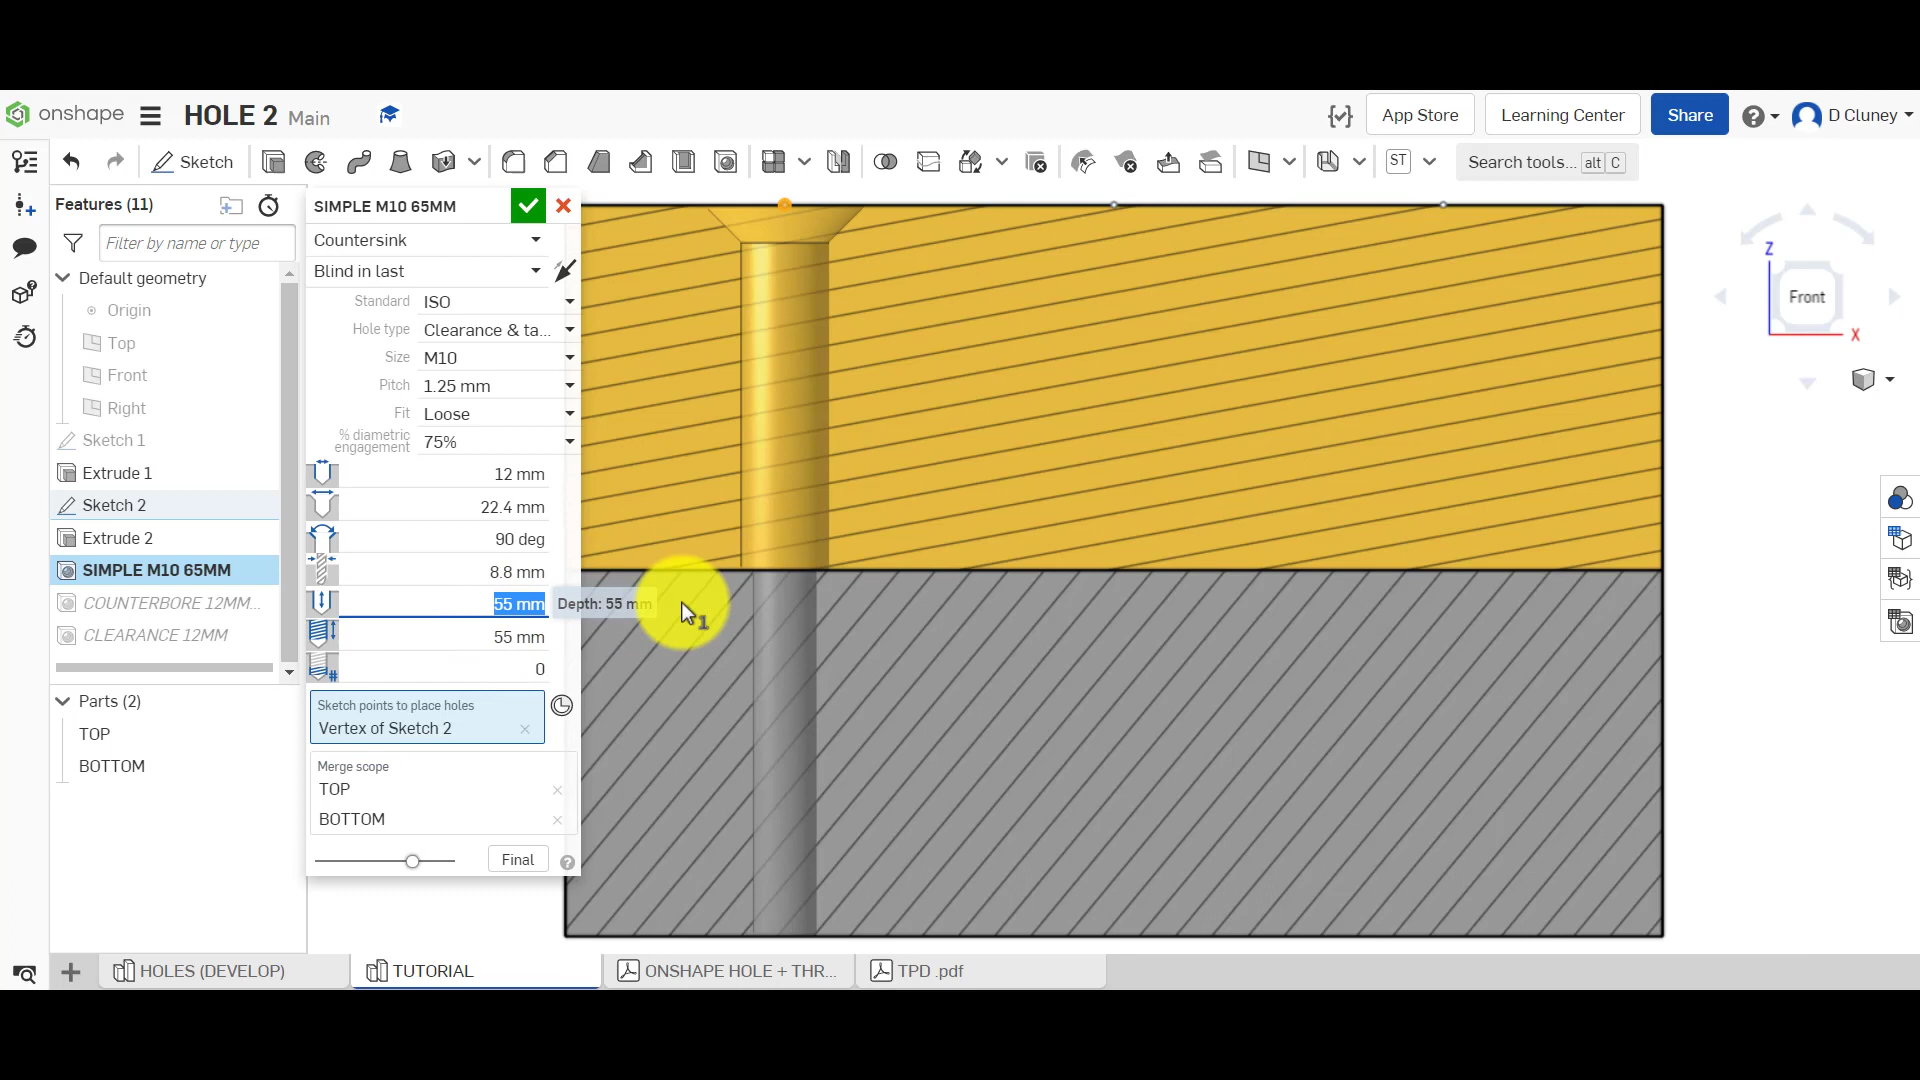 onshape
HOLE 2 Main
App Store
Learning Center
Share
D Cluney
Sketch
ST
Search tools... alt C
Features (11)
Filter by name or type
Default geometry
Origin
Top
Front
Right
Sketch 1
Extrude 1
Sketch 2
Extrude 2
SIMPLE M10 65MM
COUNTERBORE 12MM...
CLEARANCE 12MM
Parts (2)
TOP
BOTTOM
SIMPLE M10 65MM
Countersink
Blind in last
Standard ISO
Hole type Clearance & ta...
Size M10
Pitch 1.25 mm
Fit Loose
% diametric engagement 75%
12 mm
22.4 mm
90 deg
8.8 mm
55 mm
Depth: 55 mm
1
55 mm
0
Sketch points to place holes
Vertex of Sketch 2
Merge scope
TOP
BOTTOM
Final
Z
Front
X
HOLES (DEVELOP)
TUTORIAL
ONSHAPE HOLE + THR...
TPD .pdf